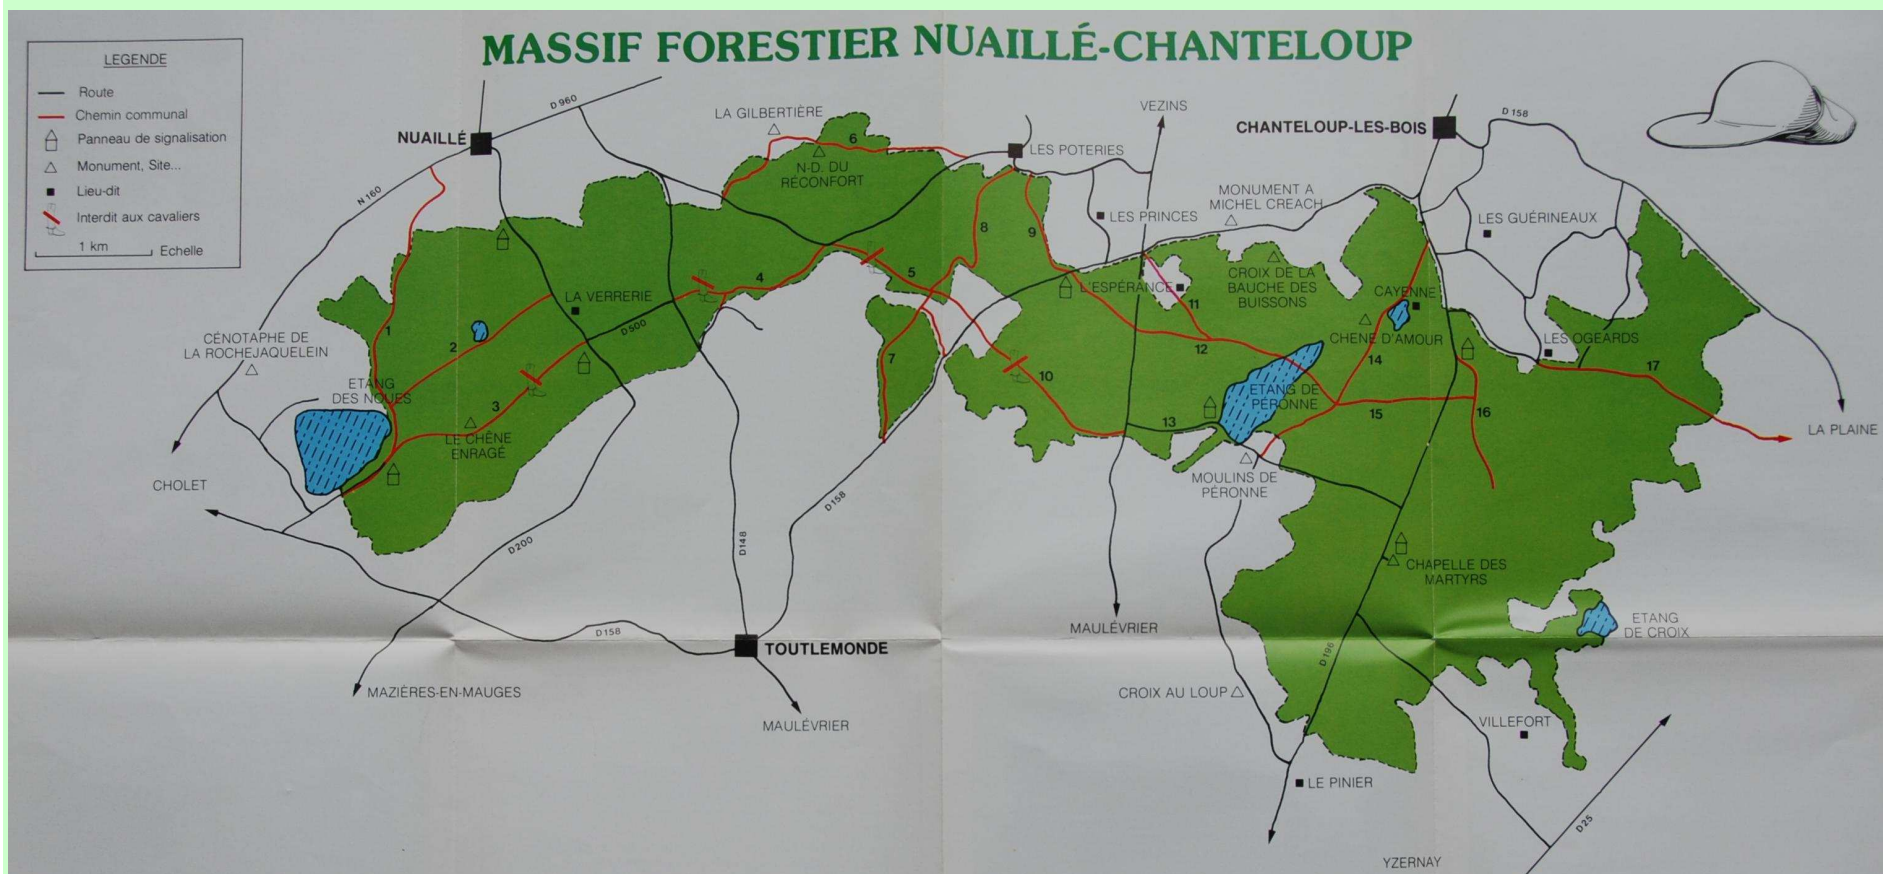 MASSIF FORESTIER NUAILLÉ-CHANTELOUP
LEGENDE
Route
Chemin communal
Panneau de signalisation
Monument, Site...
Lieu-dit
Interdit aux cavaliers
1 km
Echelle
NUAILLÉ
D 960
LA GILBERTIÈRE
6
N-D. DU
RÉCONFORT
LES POTERIES
VEZINS
CHANTELOUP-LES-BOIS
D 158
N 160
LES PRINCES
MONUMENT A
MICHEL CREACH
LES GUÉRINEAUX
8
9
CROIX DE LA
BAUCHE DES
BUISSONS
L'ESPÉRANCE
11
CAYENNE
4
5
LA VERRERIE
D 500
1
2
3
CÉNOTAPHE DE
LA ROCHEJAQUELEIN
ETANG
DES NOUES
LE CHÊNE
ENRAGÉ
7
10
12
CHENE D'AMOUR
14
LES OGEARDS
17
ETANG DE
PÉRONNE
13
15
16
LA PLAINE
CHOLET
MOULINS DE
PÉRONNE
D 158
D200
D148
CHAPELLE DES
MARTYRS
D 158
TOUTLEMONDE
MAULÉVRIER
ETANG
DE CROIX
D 196
MAZIÈRES-EN-MAUGES
MAULÉVRIER
CROIX AU LOUP
VILLEFORT
LE PINIER
D25
YZERNAY